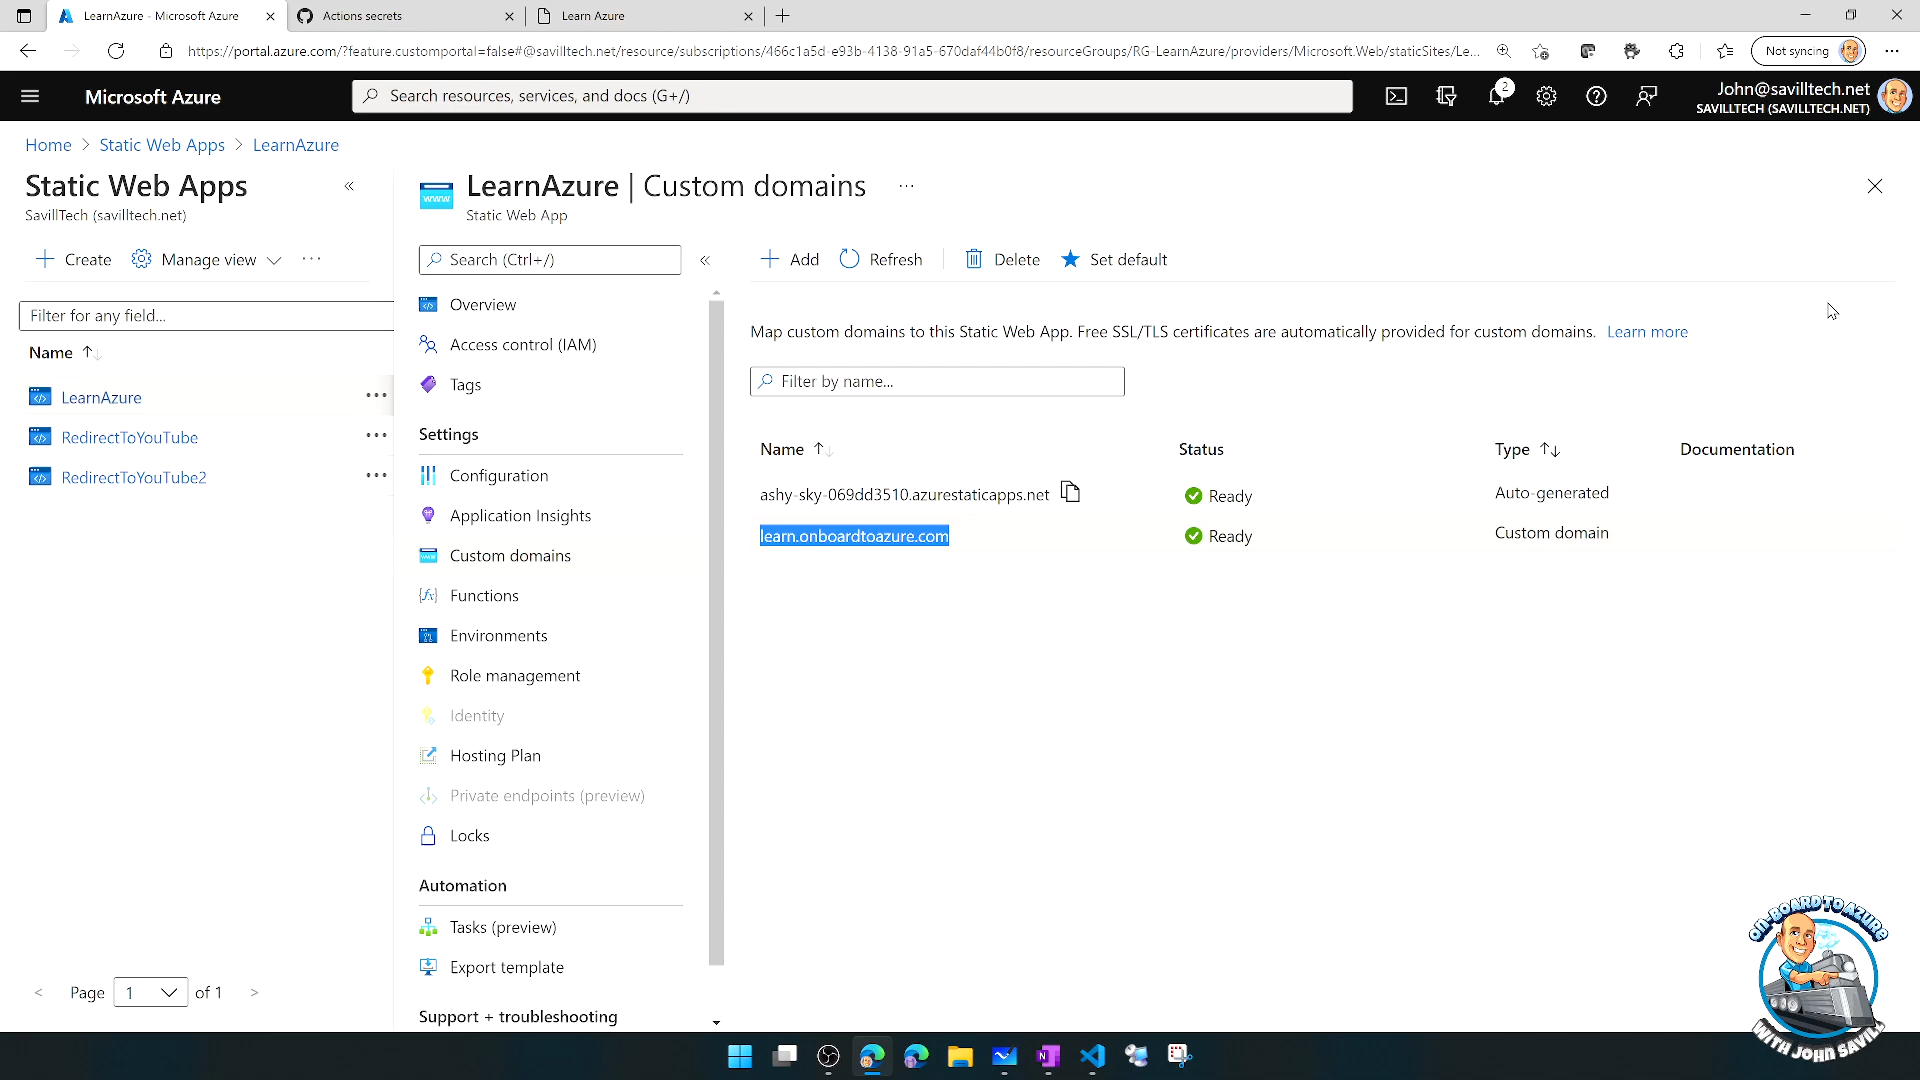 LearnAzure - Microsoft Azure
Actions secrets
Learn Azure
https://portal.azure.com/?feature.customportal=false#@savilltech.net/resource/subscriptions/466c1a5d-e93b-4138-91a5-670daf44b0f8/resourceGroups/RG-LearnAzure/providers/Microsoft.Web/staticSites/Le...
Not syncing
Microsoft Azure
Search resources, services, and docs (G+/)
2
John@savilltech.net
SAVILLTECH (SAVILLTECH.NET)
Home > Static Web Apps > LearnAzure
Static Web Apps
SavillTech (savilltech.net)
Create
Manage view
Filter for any field...
Name
LearnAzure
RedirectToYouTube
RedirectToYouTube2
Page 1 of 1
LearnAzure | Custom domains
Static Web App
Search (Ctrl+/)
Overview
Access control (IAM)
Tags
Settings
Configuration
Application Insights
Custom domains
Functions
Environments
Role management
Identity
Hosting Plan
Private endpoints (preview)
Locks
Automation
Tasks (preview)
Export template
Support + troubleshooting
Add
Refresh
Delete
Set default
Map custom domains to this Static Web App. Free SSL/TLS certificates are automatically provided for custom domains. Learn more
Filter by name...
Name Status Type Documentation
ashy-sky-069dd3510.azurestaticapps.net Ready Auto-generated
learn.onboardtoazure.com Ready Custom domain
ON-BOARD TO AZURE
WITH JOHN SAVILL